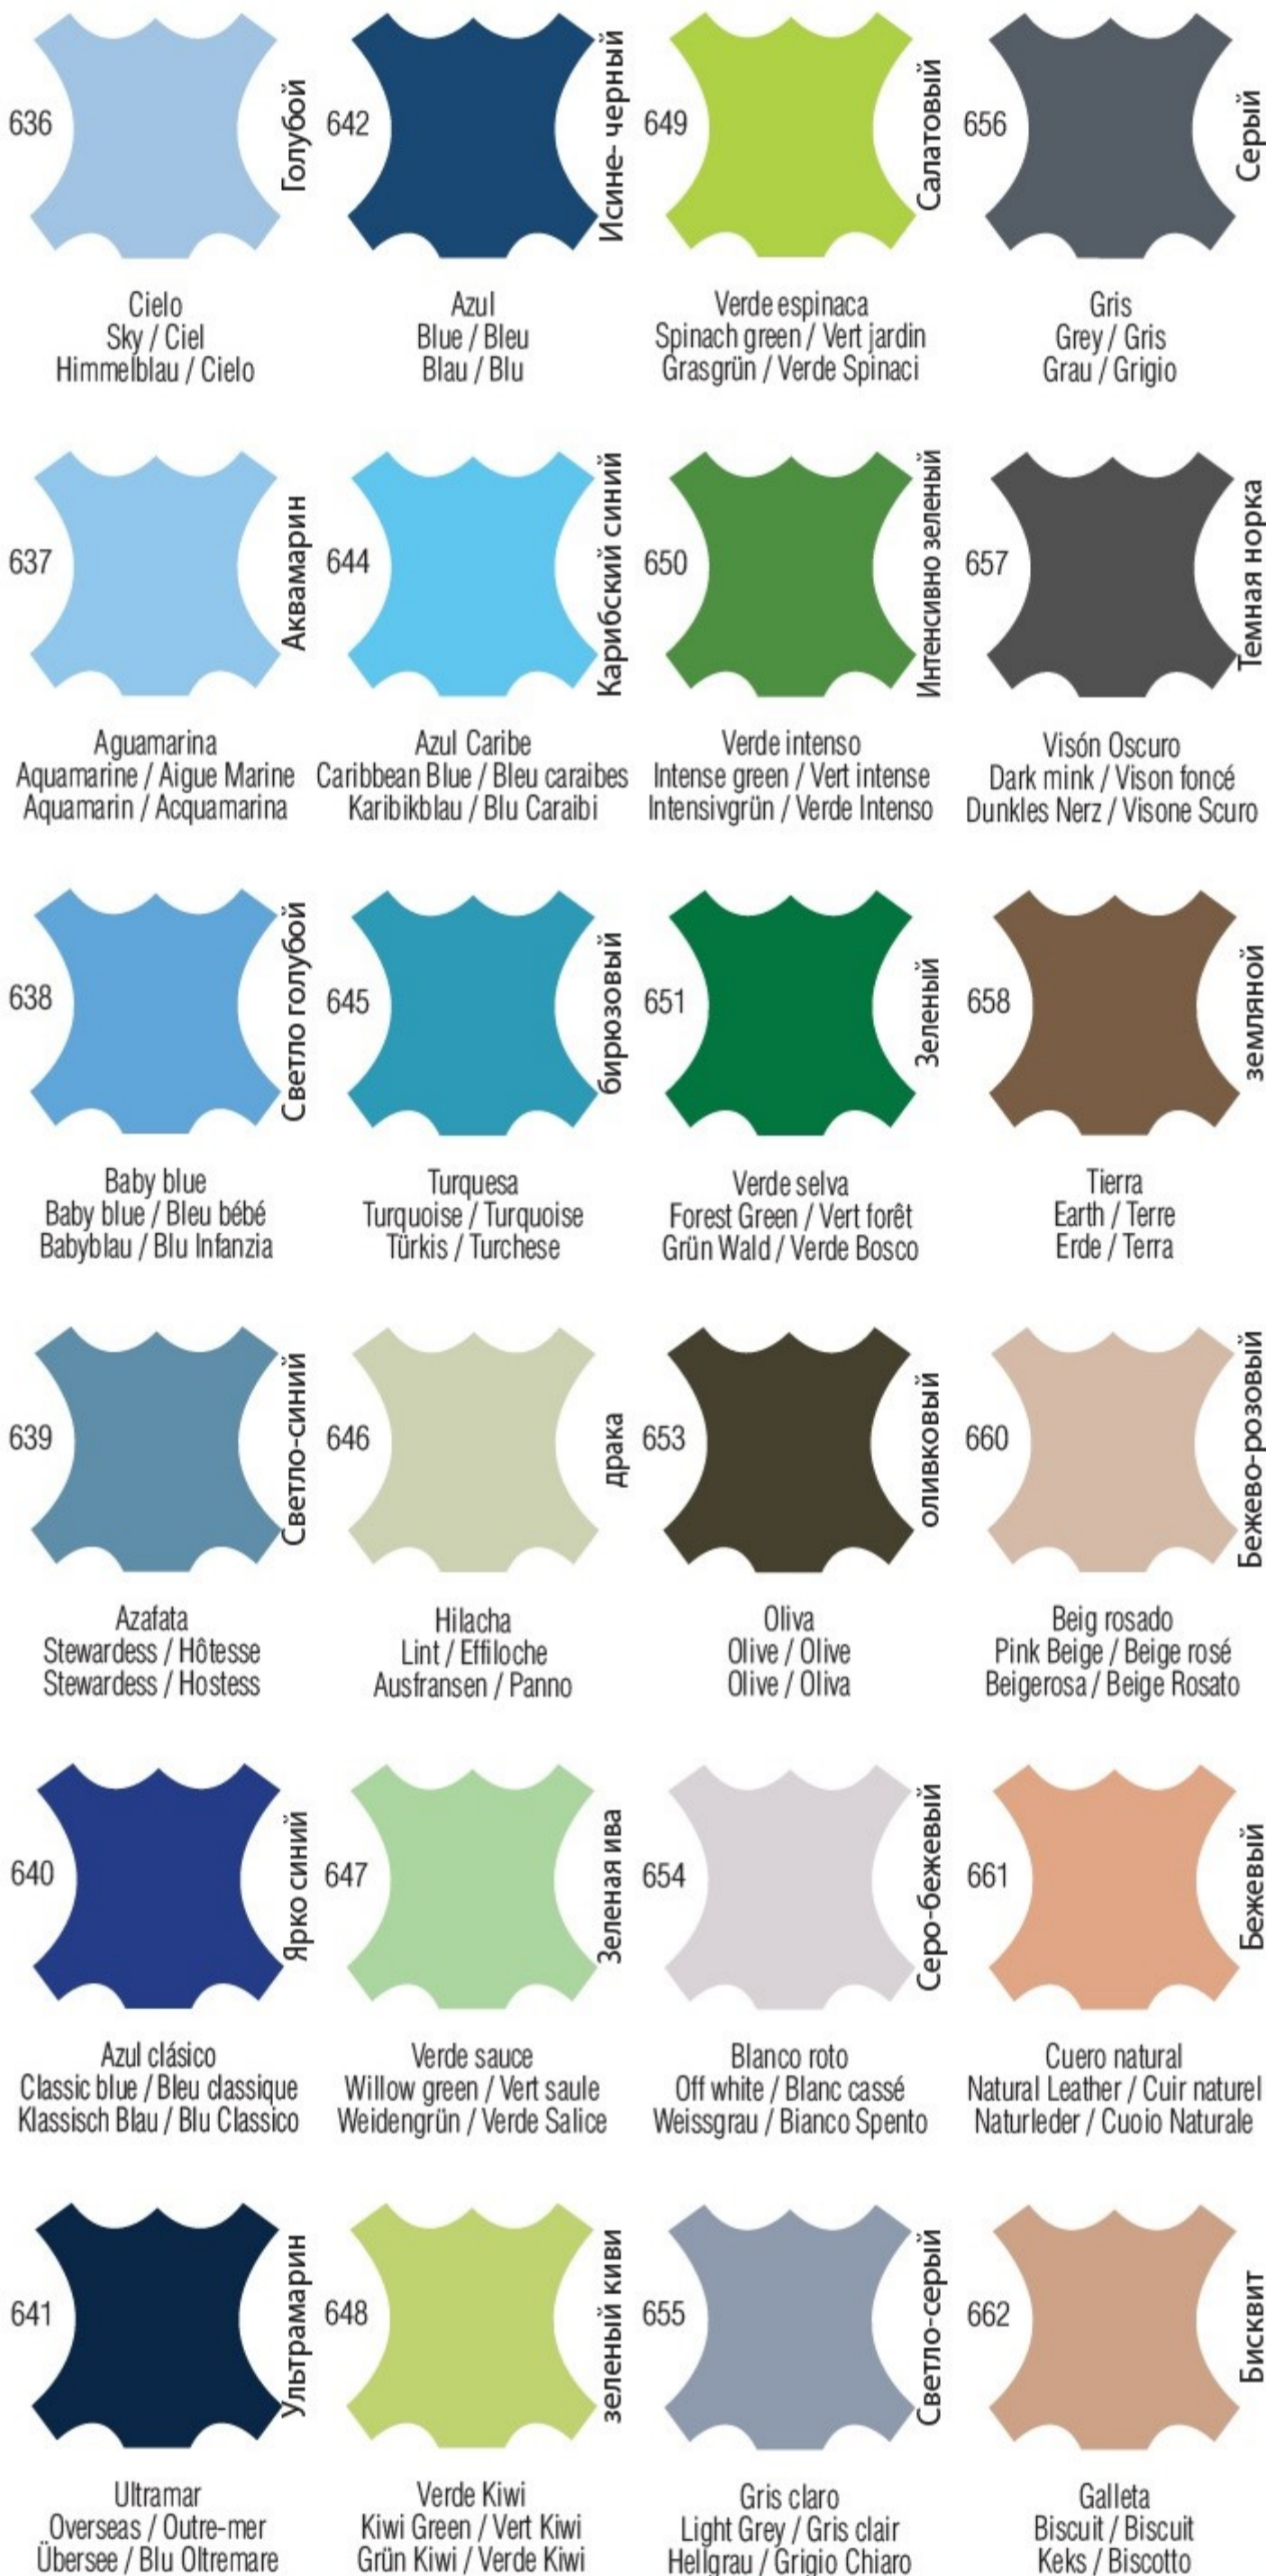 636
Голубой
Cielo
Sky / Ciel
Himmelblau / Cielo
642
Исине- черный
Azul
Blue / Bleu
Blau / Blu
649
Салатовый
Verde espinaca
Spinach green / Vert jardin
Grasgrün / Verde Spinaci
656
Серый
Gris
Grey / Gris
Grau / Grigio
637
Аквамарин
Aguamarina
Aquamarine / Aigue Marine
Aquamarin / Acquamarina
644
Карибский синий
Azul Caribe
Caribbean Blue / Bleu caraibes
Karibikblau / Blu Caraibi
650
Интенсивно зеленый
Verde intenso
Intense green / Vert intense
Intensivgrün / Verde Intenso
657
Темная норка
Visón Oscuro
Dark mink / Vison foncé
Dunkles Nerz / Visone Scuro
638
Светло голубой
Baby blue
Baby blue / Bleu bébé
Babyblau / Blu Infanzia
645
бирюзовый
Turquesa
Turquoise / Turquoise
Türkis / Turchese
651
Зеленый
Verde selva
Forest Green / Vert forêt
Grün Wald / Verde Bosco
658
земляной
Tierra
Earth / Terre
Erde / Terra
639
Светло-синий
Azafata
Stewardess / Hôtesse
Stewardess / Hostess
646
драка
Hilacha
Lint / Effiloche
Ausfransen / Panno
653
оливковый
Oliva
Olive / Olive
Olive / Oliva
660
Бежево-розовый
Beig rosado
Pink Beige / Beige rosé
Beigerosa / Beige Rosato
640
Ярко синий
Azul clásico
Classic blue / Bleu classique
Klassisch Blau / Blu Classico
647
Зеленая ива
Verde sauce
Willow green / Vert saule
Weidengrün / Verde Salice
654
Серо-бежевый
Blanco roto
Off white / Blanc cassé
Weissgrau / Bianco Spento
661
Бежевый
Cuero natural
Natural Leather / Cuir naturel
Naturleder / Cuoio Naturale
641
Ультрамарин
Ultramar
Overseas / Outre-mer
Übersee / Blu Oltremare
648
зеленый киви
Verde Kiwi
Kiwi Green / Vert Kiwi
Grün Kiwi / Verde Kiwi
655
Светло-серый
Gris claro
Light Grey / Gris clair
Hellgrau / Grigio Chiaro
662
Бисквит
Galleta
Biscuit / Biscuit
Keks / Biscotto